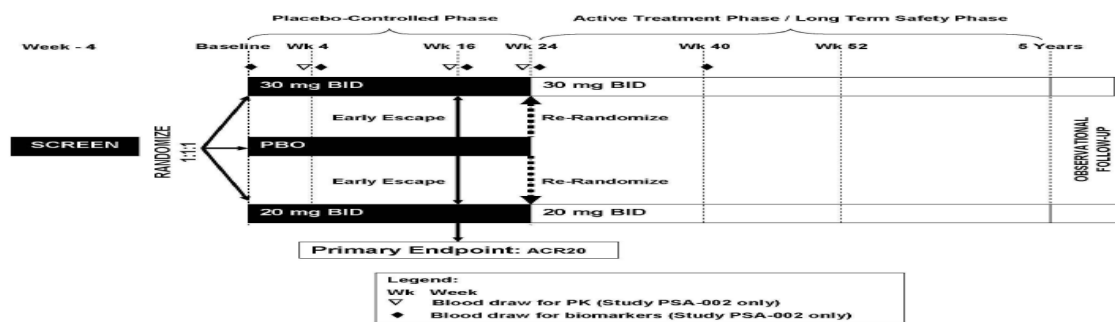 Placebo-Controlled Phase
Active Treatment Phase / Long Term Safety Phase
Week - 4
Baseline
Wk 4
Wk 16
Wk 24
Wk 40
Wk 52
5 Years
30 mg BID
30 mg BID
Early Escape
Re-Randomize
SCREEN
RANDOMIZE
1:1:1
PBO
OBSERVATIONAL
FOLLOW-UP
Early Escape
Re-Randomize
20 mg BID
20 mg BID
Primary Endpoint: ACR20
Legend:
Wk Week
▽ Blood draw for PK (Study PSA-002 only)
◆ Blood draw for biomarkers (Study PSA-002 only)